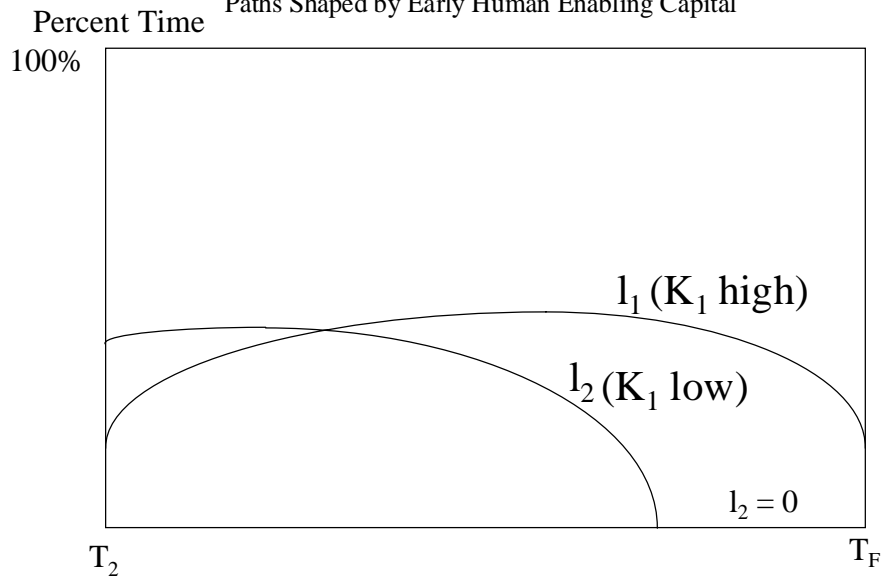 Paths Shaped by Early Human Enabling Capital
Percent Time
100%
l₁ (K₁ high)
l₂ (K₁ low)
l₂ = 0
T₂
T_F